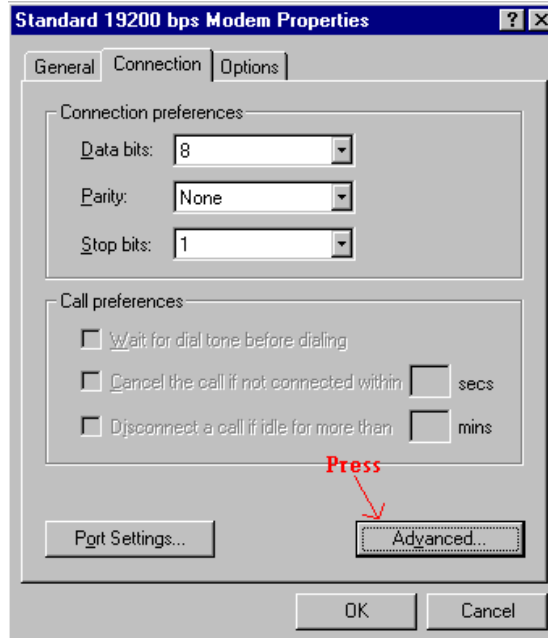 Standard 19200 bps Modem Properties
General Connection Options
Connection preferences
Data bits: 8
Parity: None
Stop bits: 1
Call preferences
Wait for dial tone before dialing
Cancel the call if not connected within secs
Disconnect a call if idle for more than mins
Press
Port Settings... Advanced...
OK Cancel